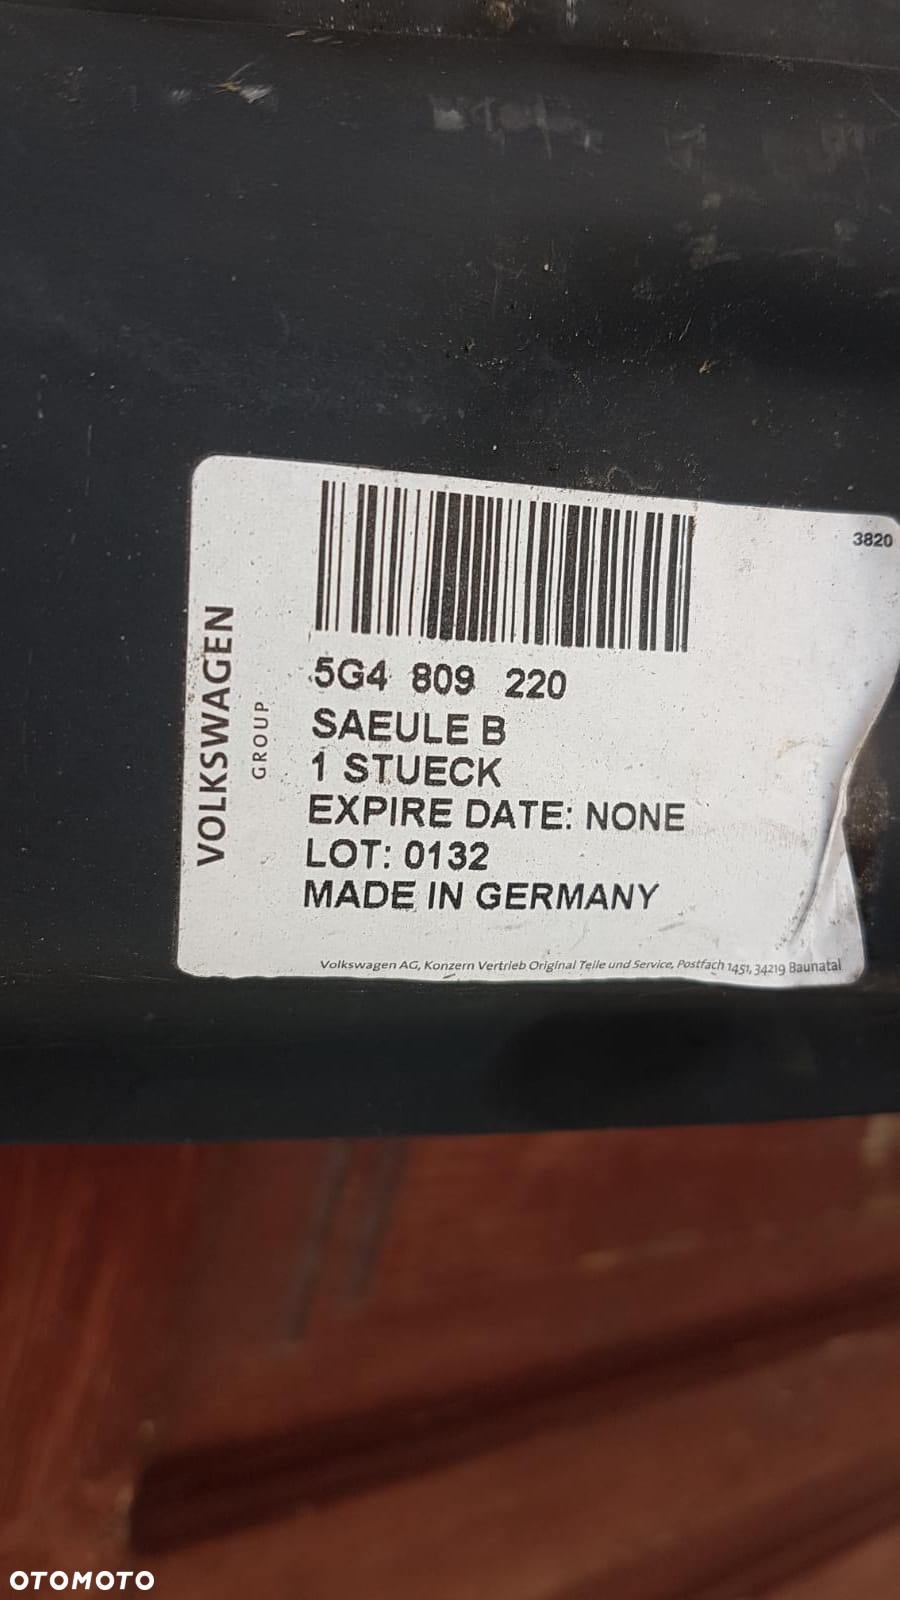 3820
VOLKSWAGEN
GROUP
5G4 809 220
SAEULE B
1 STUECK
EXPIRE DATE: NONE
LOT: 0132
MADE IN GERMANY
Volkswagen AG, Konzern Vertrieb Original Teile und Service, Postfach 1451, 34219 Baunatal
OTOMOTO